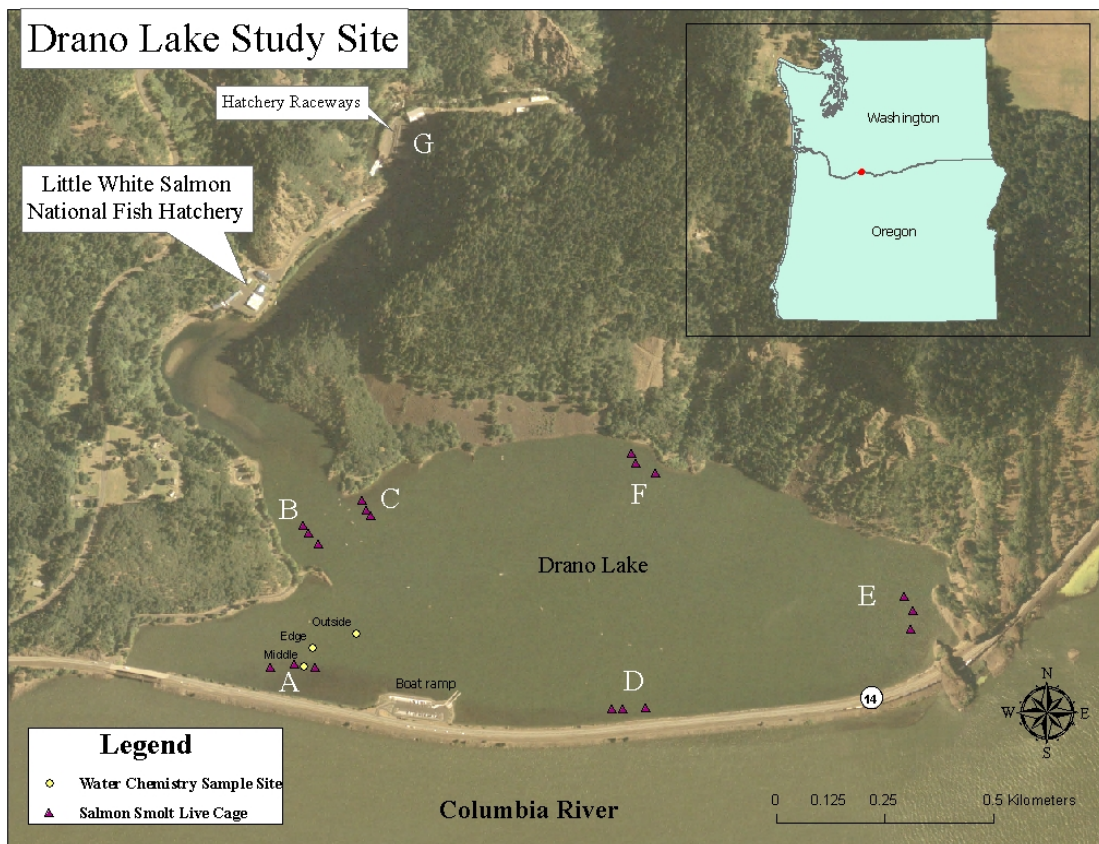 Drano Lake Study Site
Hatchery Raceways
G
Little White Salmon
National Fish Hatchery
Washington
Oregon
B
C
F
Drano Lake
E
Outside
Edge
Middle
A
Boat ramp
D
14
N
W
E
S
Legend
Water Chemistry Sample Site
Salmon Smolt Live Cage
Columbia River
0 0.125 0.25 0.5 Kilometers